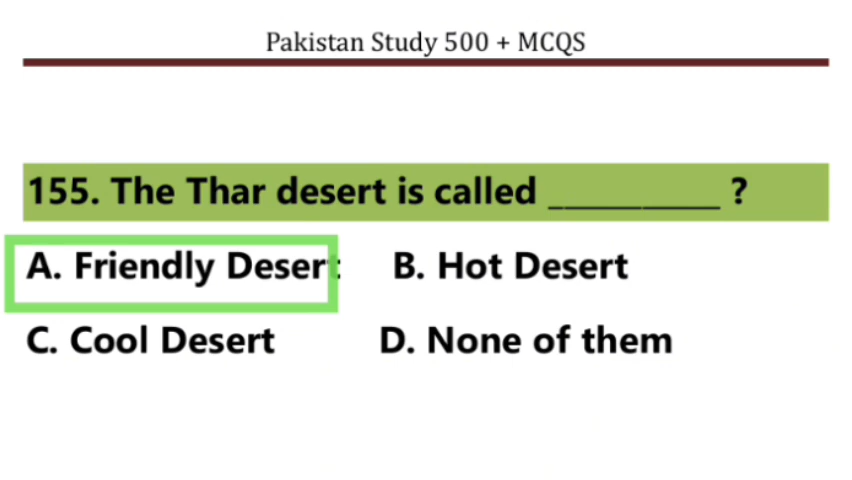 Pakistan Study 500 + MCQS
155. The Thar desert is called __________ ?
A. Friendly Desert B. Hot Desert
C. Cool Desert D. None of them